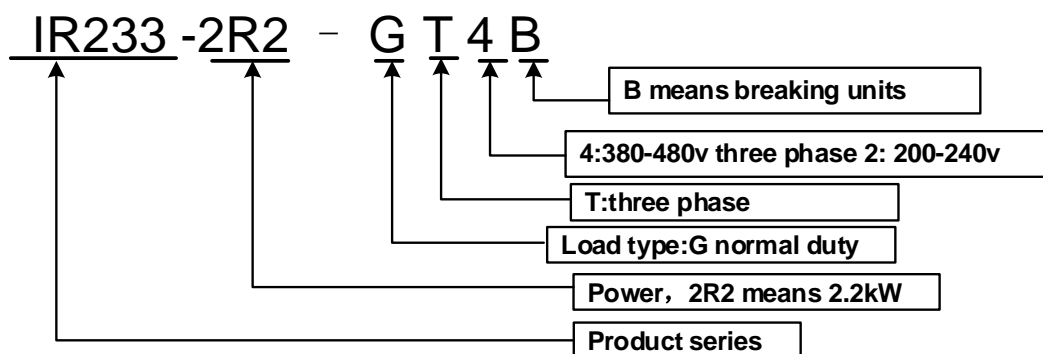 IR233 -2R2 - G T 4 B
B means breaking units
4:380-480v three phase 2: 200-240v
T:three phase
Load type:G normal duty
Power，2R2 means 2.2kW
Product series